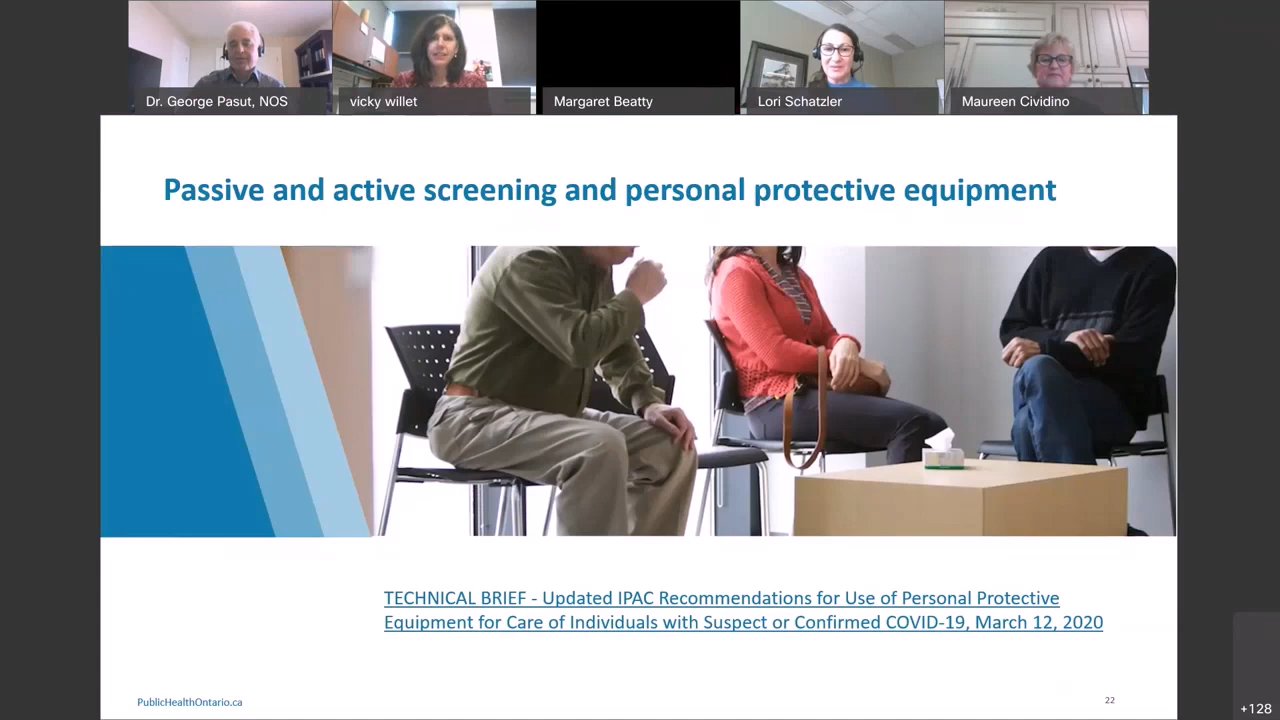 Dr. George Pasut, NOS
vicky willet
Margaret Beatty
Lori Schatzler
Maureen Cividino
Passive and active screening and personal protective equipment
TECHNICAL BRIEF - Updated IPAC Recommendations for Use of Personal Protective
Equipment for Care of Individuals with Suspect or Confirmed COVID-19, March 12, 2020
PublicHealthOntario.ca
22
+128